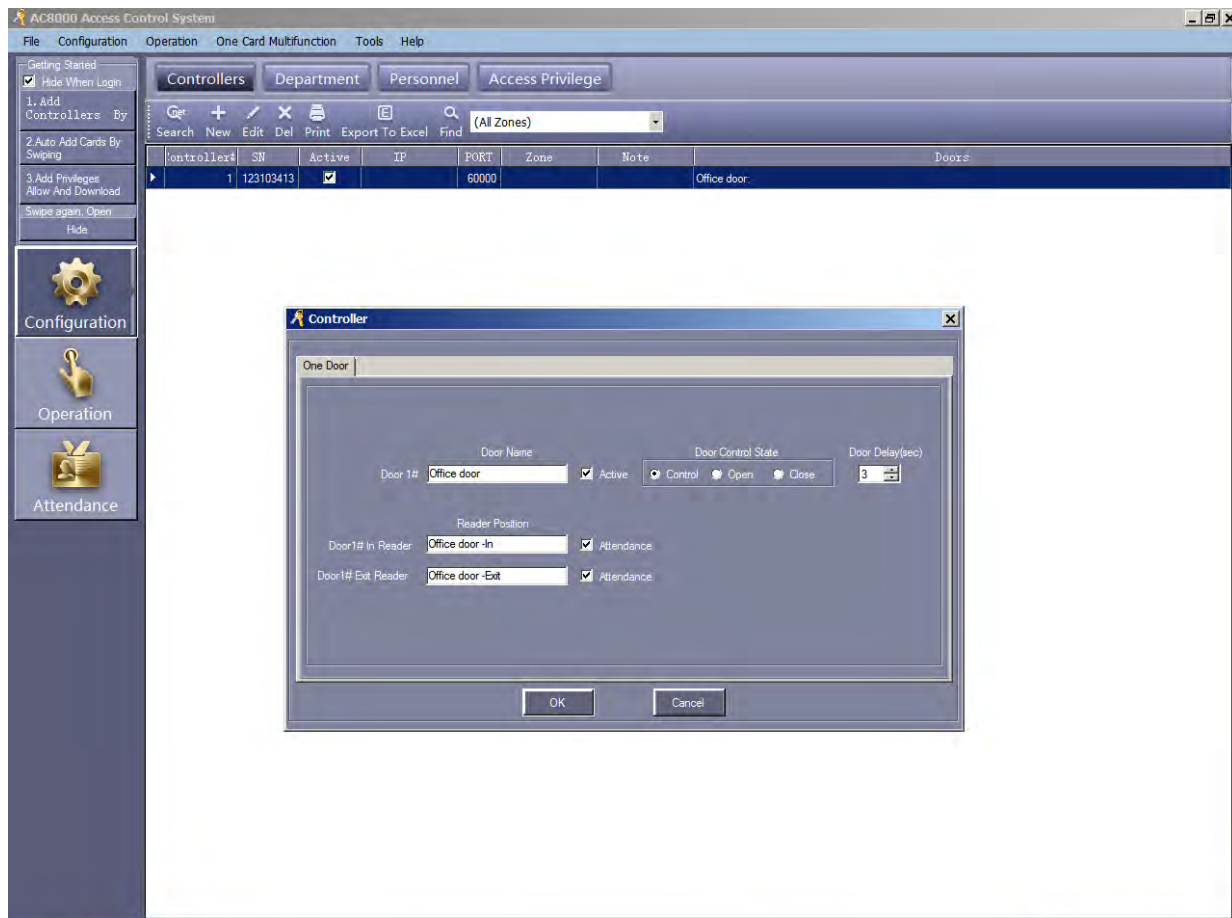 AC8000 Access Control System
File Configuration Operation One Card Multifunction Tools Help
Getting Started
Hide When Login
1.Add
Controllers By
2.Auto Add Cards By
Swiping
3.Add Privileges
Allow And Download
Swipe again, Open
Hide
Configuration
Operation
Attendance
Controllers Department Personnel Access Privilege
Get
Search New Edit Del Print Export To Excel Find (All Zones)
ontroller# SN Active IP PORT Zone Note Doors
1 123103413 60000 Office door;
Controller
One Door
Door Name Door Control State Door Delay(sec)
Door 1# Office door Active Control Open Close 3
Reader Position
Door1# In Reader Office door -In Attendance
Door1# Exit Reader Office door -Exit Attendance
OK Cancel